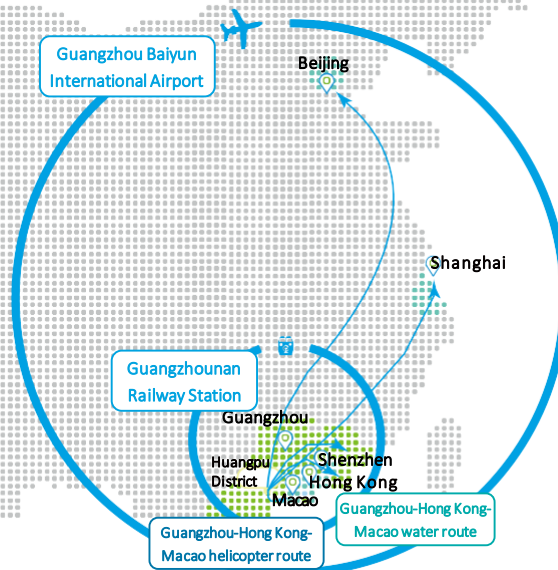 Guangzhou Baiyun
International Airport
Beijing
Shanghai
Guangzhounan
Railway Station
Guangzhou
Huangpu
District
Shenzhen
Hong Kong
Macao
Guangzhou-Hong Kong-
Macao water route
Guangzhou-Hong Kong-
Macao helicopter route